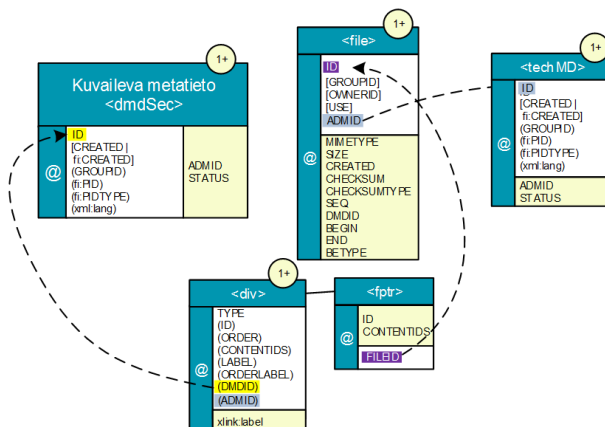 1+
Kuvaileva metatieto
<dmdSec>
@
ID
[CREATED |
fi:CREATED]
(GROUPID)
(fi:PID)
(fi:PIDTYPE)
(xml:lang)
ADMID
STATUS
1+
<file>
@
ID
[GROUPID]
[OWNERID]
[USE]
ADMID
MIMETYPE
SIZE
CREATED
CHECKSUM
CHECKSUMTYPE
SEQ
DMDID
BEGIN
END
BETYPE
1+
<tech MD>
@
ID
[CREATED |
fi:CREATED]
(GROUPID)
(fi:PID)
(fi:PIDTYPE)
(xml:lang)
ADMID
STATUS
1+
<div>
@
TYPE
(ID)
(ORDER)
(CONTENTIDS)
(LABEL)
(ORDERLABEL)
(DMDID)
(ADMID)
xlink:label
<fptr>
@
ID
CONTENTIDS
FILEID